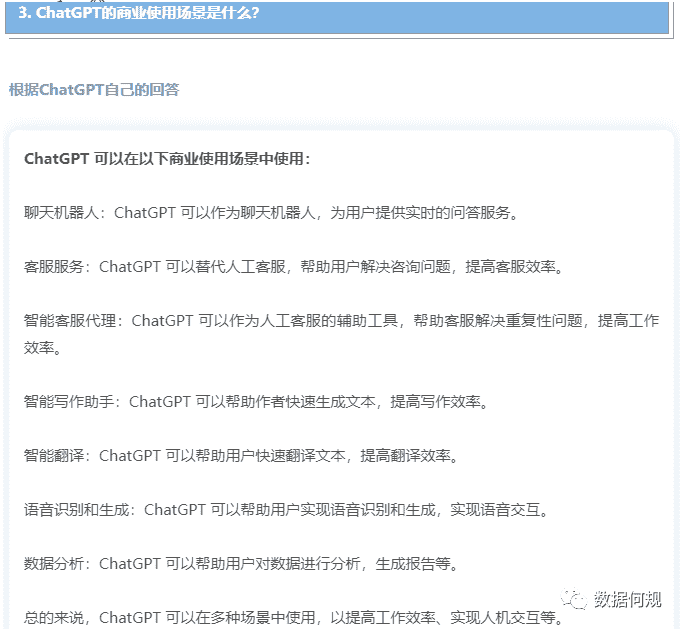 3. ChatGPT的商业使用场景是什么？
根据ChatGPT自己的回答
ChatGPT 可以在以下商业使用场景中使用：
聊天机器人：ChatGPT 可以作为聊天机器人，为用户提供实时的问答服务。
客服服务：ChatGPT 可以替代人工客服，帮助用户解决咨询问题，提高客服效率。
智能客服代理：ChatGPT 可以作为人工客服的辅助工具，帮助客服解决重复性问题，提高工作
效率。
智能写作助手：ChatGPT 可以帮助作者快速生成文本，提高写作效率。
智能翻译：ChatGPT 可以帮助用户快速翻译文本，提高翻译效率。
语音识别和生成：ChatGPT 可以帮助用户实现语音识别和生成，实现语音交互。
数据分析：ChatGPT 可以帮助用户对数据进行分析，生成报告等。
数据何规
总的来说，ChatGPT 可以在多种场景中使用，以提高工作效率、实现人机交互等。